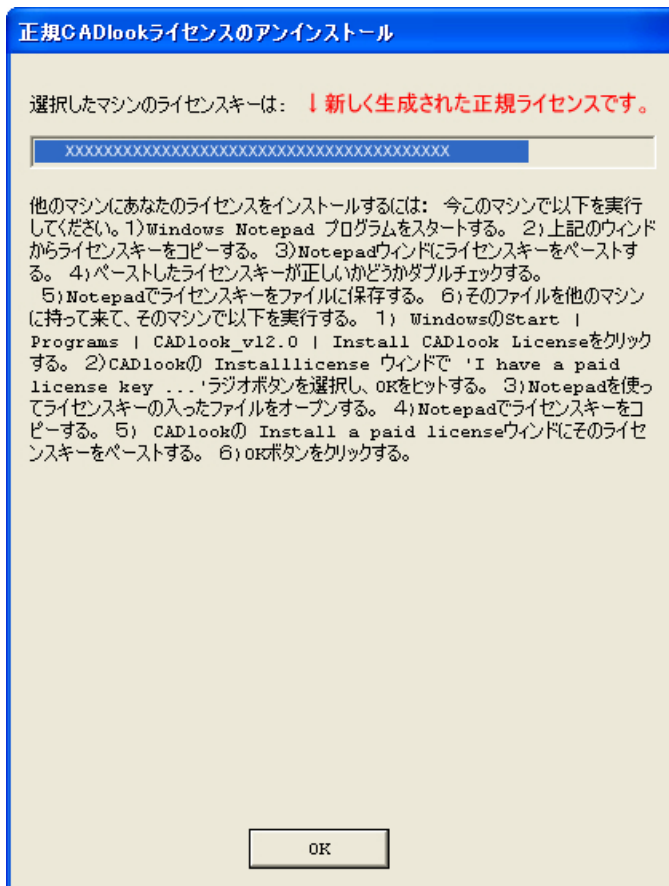 正規CADlookライセンスのアンインストール
選択したマシンのライセンスキーは: ↓新しく生成された正規ライセンスです。
XXXXXXXXXXXXXXXXXXXXXXXXXXXXXXXXXXXXXXXX
他のマシンにあなたのライセンスをインストールするには: 今このマシンで以下を実行
してください。1)Windows Notepad プログラムをスタートする。 2)上記のウィンド
からライセンスキーをコピーする。 3)Notepadウィンドにライセンスキーをペーストす
る。 4)ペーストしたライセンスキーが正しいかどうかダブルチェックする。
5)Notepadでライセンスキーをファイルに保存する。 6)そのファイルを他のマシン
に持って来て、そのマシンで以下を実行する。 1) WindowsのStart |
Programs | CADlook_v12.0 | Install CADlook Licenseをクリック
する。 2)CADlookの Installlicense ウィンドで 'I have a paid
license key ...'ラジオボタンを選択し、OKをヒットする。 3)Notepadを使っ
てライセンスキーの入ったファイルをオープンする。 4)Notepadでライセンスキーをコ
ピーする。 5) CADlookの Install a paid licenseウィンドにそのライセ
ンスキーをペーストする。 6)OKボタンをクリックする。
OK